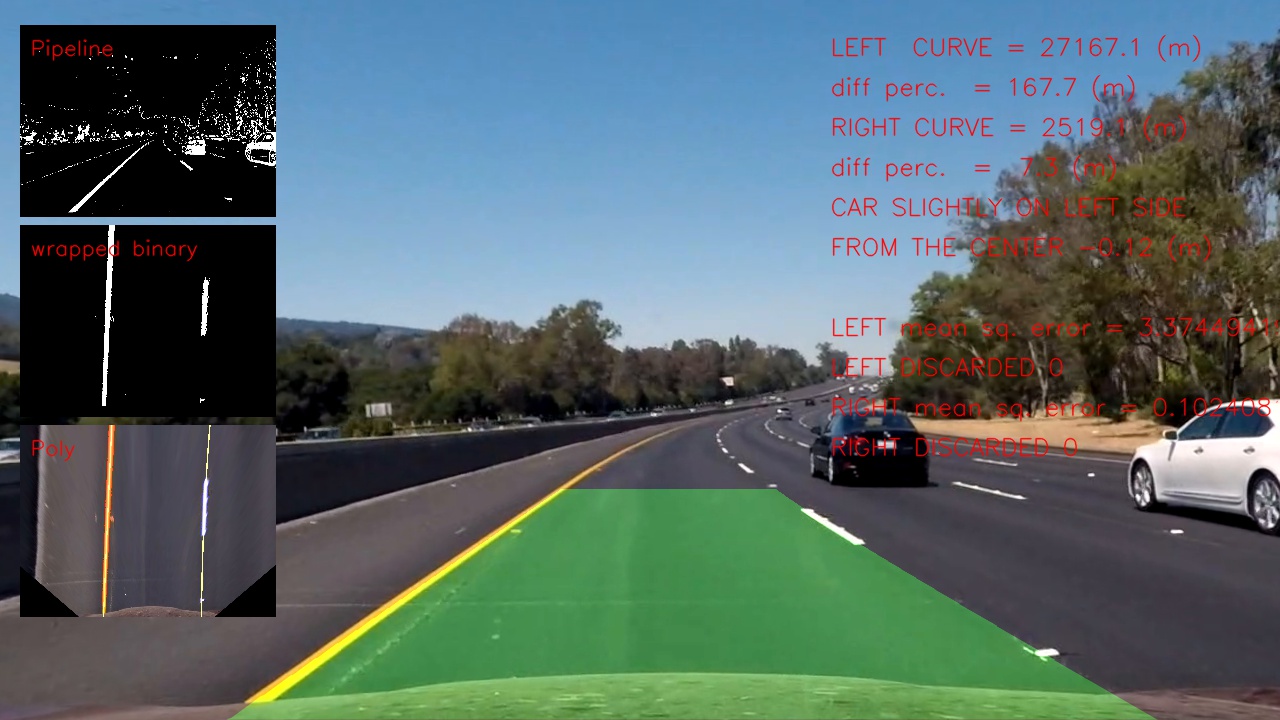 Pipeline
wrapped binary
Poly
LEFT CURVE = 27167.1 (m)
diff perc. = 167.7 (m)
RIGHT CURVE = 2519.1 (m)
diff perc. = 7.3 (m)
CAR SLIGHTLY ON LEFT SIDE
FROM THE CENTER -0.12 (m)
LEFT mean sq. error = 3.3744941
LEFT DISCARDED 0
RIGHT mean sq. error = 0.102408
RIGHT DISCARDED 0